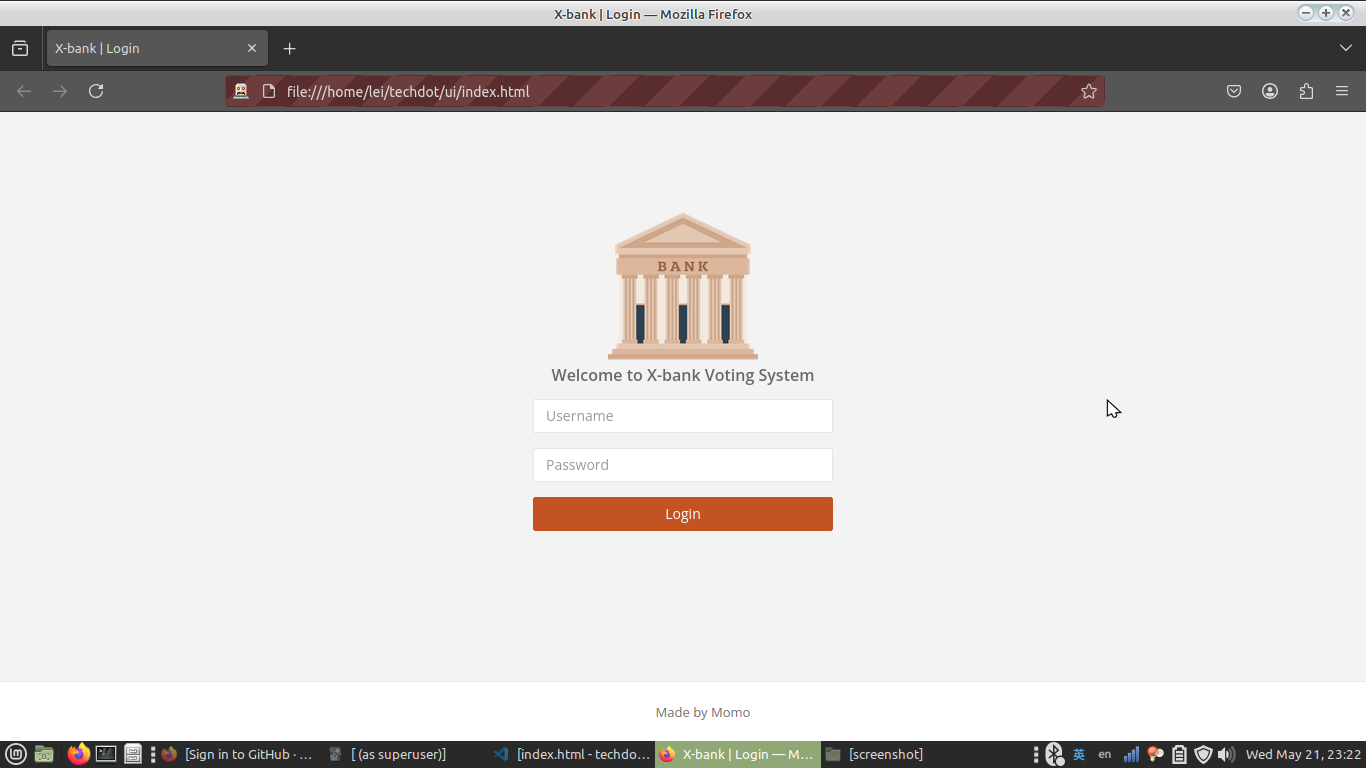 X-bank | Login — Mozilla Firefox
X-bank | Login
file:///home/lei/techdot/ui/index.html
BANK
Welcome to X-bank Voting System
Username
Password
Login
Made by Momo
[Sign in to GitHub · ... [ (as superuser)] [index.html - techdo... X-bank | Login — M... [screenshot] 英 en Wed May 21, 23:22